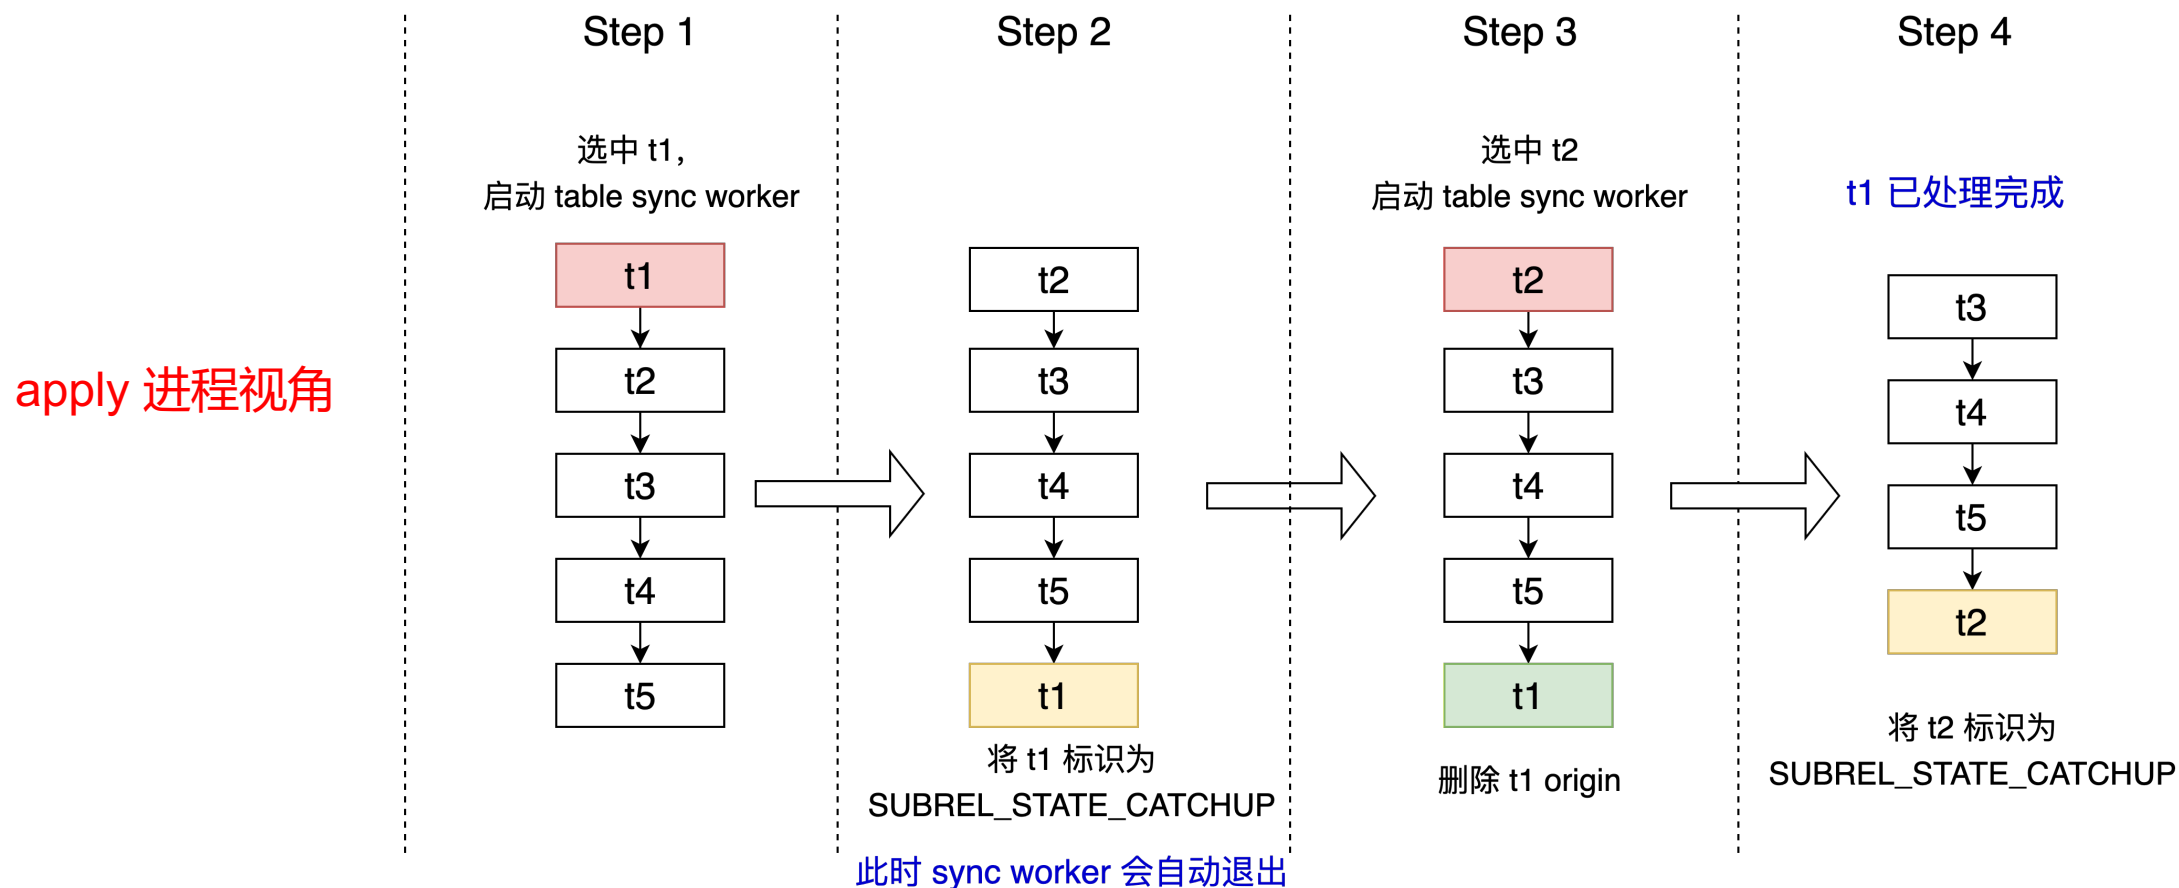 apply 进程视角
Step 1
选中 t1,
启动 table sync worker
t1
t2
t3
t4
t5
Step 2
t2
t3
t4
t5
t1
将 t1 标识为
SUBREL_STATE_CATCHUP
此时 sync worker 会自动退出
Step 3
选中 t2
启动 table sync worker
t2
t3
t4
t5
t1
删除 t1 origin
Step 4
t1 已处理完成
t3
t4
t5
t2
将 t2 标识为
SUBREL_STATE_CATCHUP